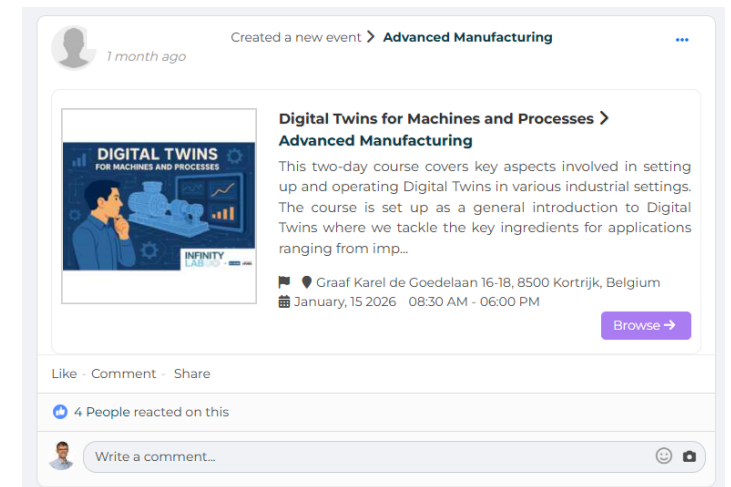 Created a new event > Advanced Manufacturing
1 month ago
DIGITAL TWINS
FOR MACHINES AND PROCESSES
INFINITY
LAB
Digital Twins for Machines and Processes >
Advanced Manufacturing
This two-day course covers key aspects involved in setting
up and operating Digital Twins in various industrial settings.
The course is set up as a general introduction to Digital
Twins where we tackle the key ingredients for applications
ranging from imp...
Graaf Karel de Goedelaan 16-18, 8500 Kortrijk, Belgium
January, 15 2026 08:30 AM - 06:00 PM
Browse →
Like - Comment - Share
4 People reacted on this
Write a comment...